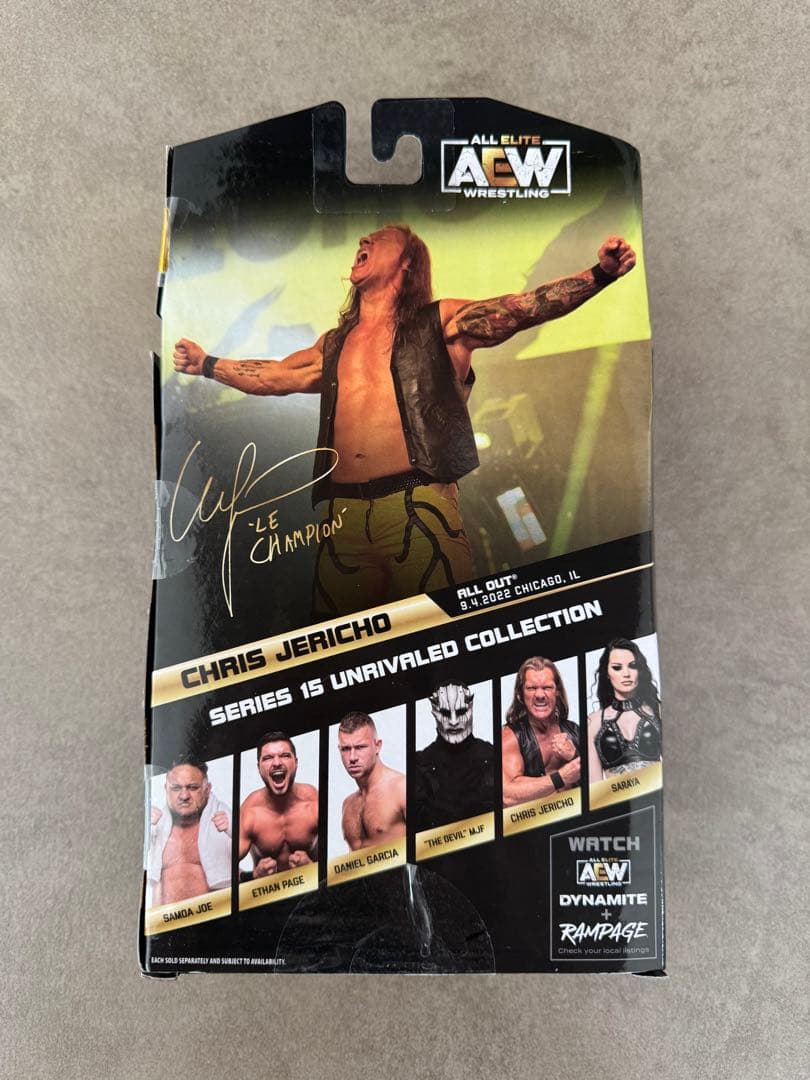 ALL ELITE
AEW
WRESTLING
"LE
CHAMPION"
ALL OUT®
9.4.2022 CHICAGO, IL
CHRIS JERICHO
SERIES 15 UNRIVALED COLLECTION
SAMOA JOE
ETHAN PAGE
DANIEL GARCIA
"THE DEVIL" MJF
CHRIS JERICHO
SARAYA
WATCH
ALL ELITE
AEW
WRESTLING
DYNAMITE
+
RAMPAGE
Check your local listings
EACH SOLD SEPARATELY AND SUBJECT TO AVAILABILITY.